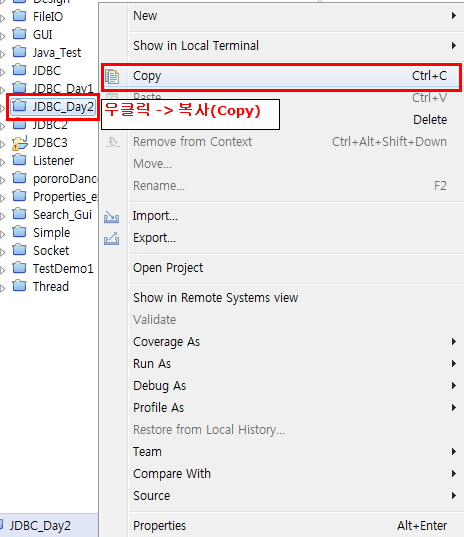 Design
FileIO
GUI
Java_Test
JDBC
JDBC_Day1
JDBC_Day2
JDBC2
JDBC3
Listener
pororoDanc
Properties_e
Search_Gui
Simple
Socket
TestDemo1
Thread
JDBC_Day2
우클릭 -> 복사(Copy)
New
Show in Local Terminal
Copy Ctrl+C
Paste Ctrl+V
Delete
Remove from Context Ctrl+Alt+Shift+Down
Move...
Rename... F2
Import...
Export...
Open Project
Show in Remote Systems view
Validate
Coverage As
Run As
Debug As
Profile As
Restore from Local History...
Team
Compare With
Source
Properties Alt+Enter